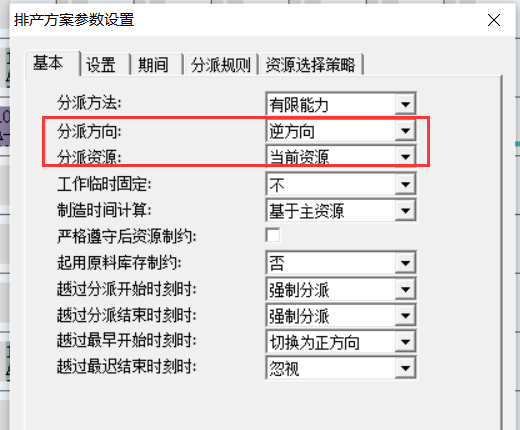 排产方案参数设置
基本 设置 期间 分派规则 资源选择策略
分派方法: 有限能力
分派方向: 逆方向
分派资源: 当前资源
工作临时固定: 不
制造时间计算: 基于主资源
严格遵守后资源制约:
起用原料库存制约: 否
越过分派开始时刻时: 强制分派
越过分派结束时刻时: 强制分派
越过最早开始时刻时: 切换为正方向
越过最迟结束时刻时: 忽视